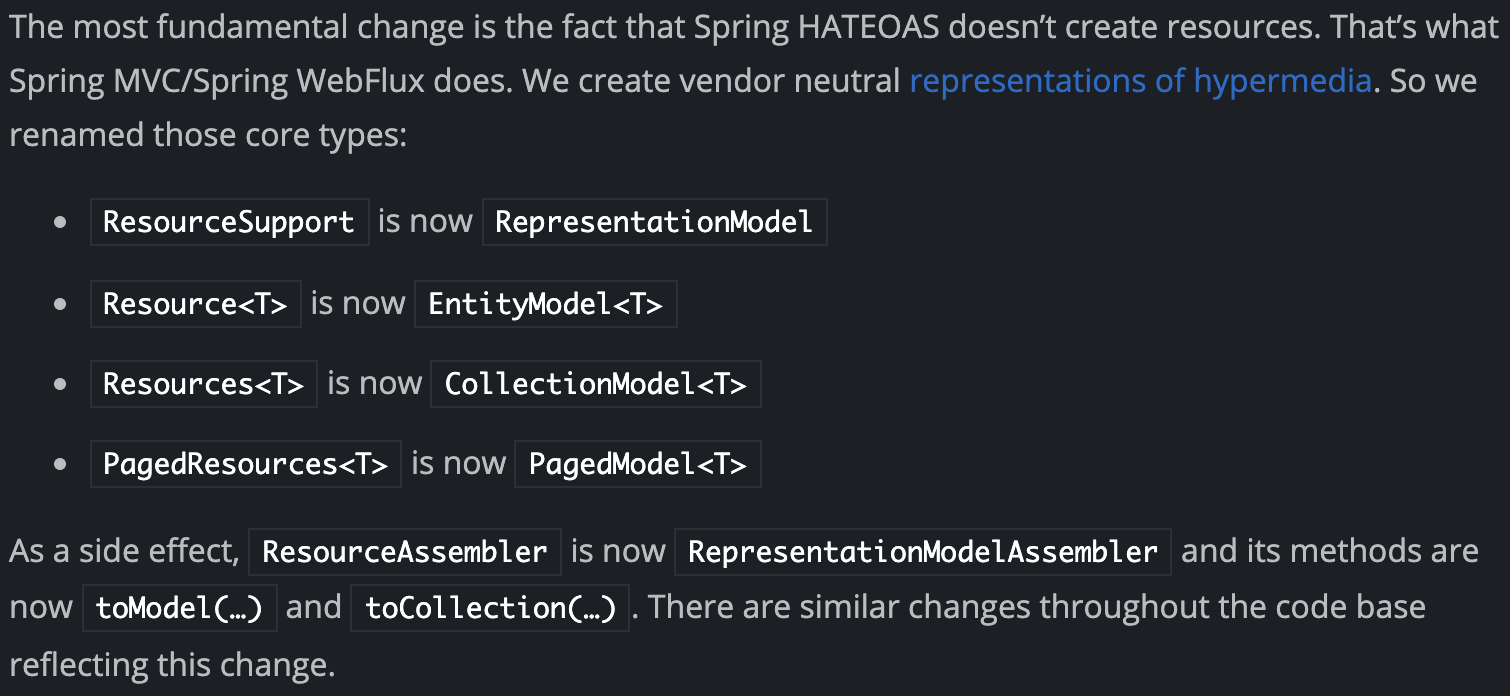 The most fundamental change is the fact that Spring HATEOAS doesn’t create resources. That’s what
Spring MVC/Spring WebFlux does. We create vendor neutral representations of hypermedia. So we
renamed those core types:
• ResourceSupport is now RepresentationModel
• Resource<T> is now EntityModel<T>
• Resources<T> is now CollectionModel<T>
• PagedResources<T> is now PagedModel<T>
As a side effect, ResourceAssembler is now RepresentationModelAssembler and its methods are
now toModel(…) and toCollection(…). There are similar changes throughout the code base
reflecting this change.